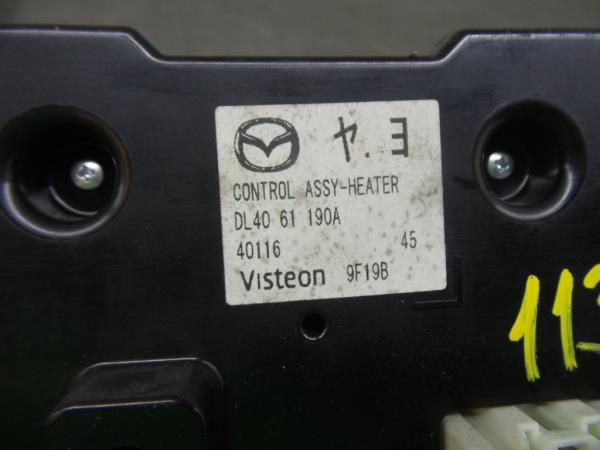 ヤ.ヨ
CONTROL ASSY-HEATER
DL40 61 190A
40116 45
Visteon 9F19B